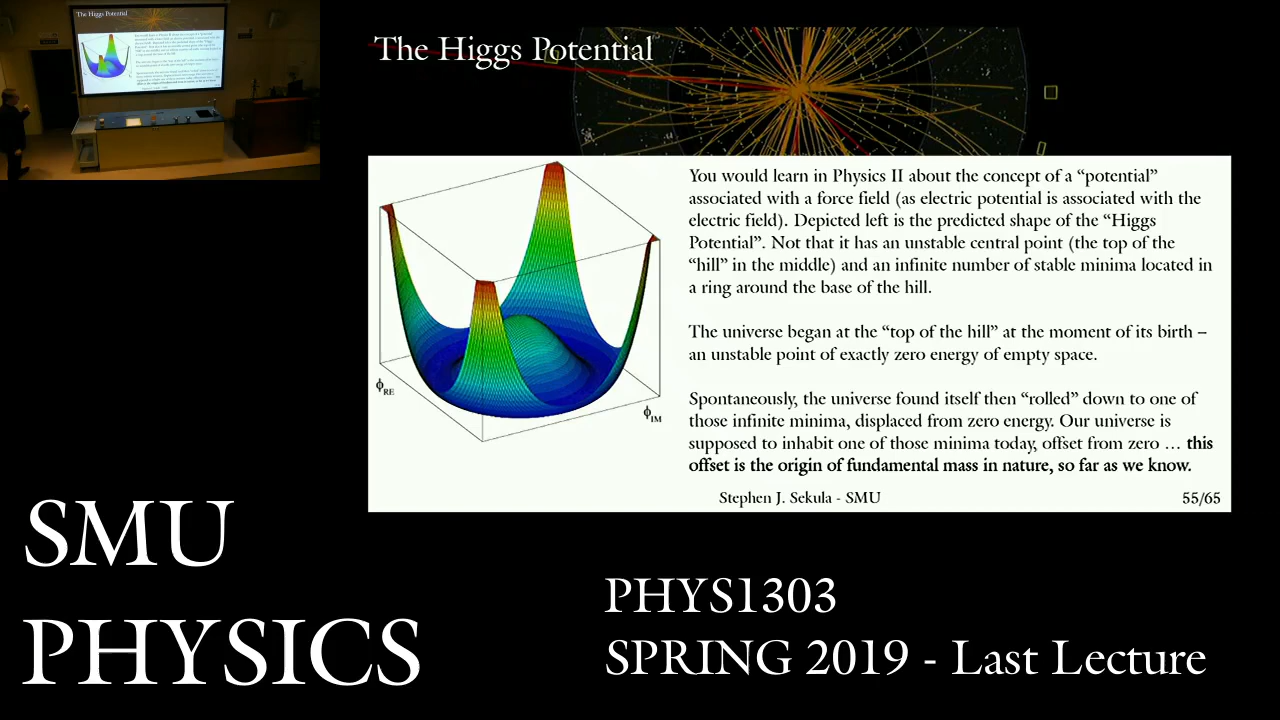 The Higgs Potential
The Higgs Potential
You would learn in Physics II about the concept of a “potential”
associated with a force field (as electric potential is associated with the
electric field). Depicted left is the predicted shape of the “Higgs
Potential”. Not that it has an unstable central point (the top of the
“hill” in the middle) and an infinite number of stable minima located in
a ring around the base of the hill.
The universe began at the “top of the hill” at the moment of its birth –
an unstable point of exactly zero energy of empty space.
Spontaneously, the universe found itself then “rolled” down to one of
those infinite minima, displaced from zero energy. Our universe is
supposed to inhabit one of those minima today, offset from zero … this
offset is the origin of fundamental mass in nature, so far as we know.
ϕRE
ϕIM
Stephen J. Sekula - SMU
55/65
SMU
PHYSICS
PHYS1303
SPRING 2019 - Last Lecture